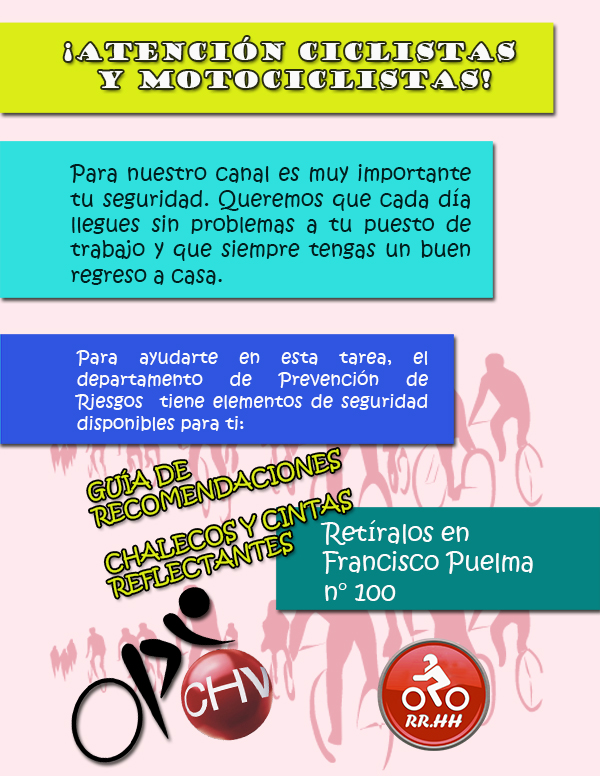 ¡ATENCIÓN CICLISTAS
Y MOTOCICLISTAS!
Para nuestro canal es muy importante
tu seguridad. Queremos que cada día
llegues sin problemas a tu puesto de
trabajo y que siempre tengas un buen
regreso a casa.
Para ayudarte en esta tarea, el
departamento de Prevención de
Riesgos tiene elementos de seguridad
disponibles para ti:
GUÍA DE
RECOMENDACIONES
CHALECOS Y CINTAS
REFLECTANTES
Retíralos en
Francisco Puelma
n° 100
CHV
RR.HH